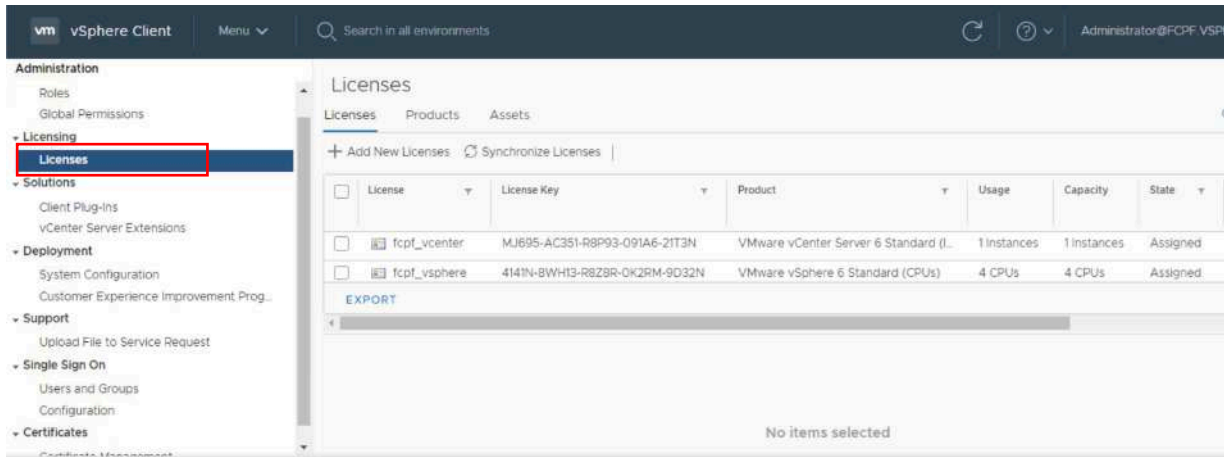 vm vSphere Client Menu Search in all environments Administrator@FCPF.VSP
Administration
Roles
Global Permissions
Licensing
Licenses
Solutions
Client Plug-Ins
vCenter Server Extensions
Deployment
System Configuration
Customer Experience Improvement Prog...
Support
Upload File to Service Request
Single Sign On
Users and Groups
Configuration
Certificates
Certificate Management
Licenses
Licenses Products Assets
+ Add New Licenses Synchronize Licenses
License License Key Product Usage Capacity State
fcpf_vcenter MJ695-AC351-R8P93-091A6-21T3N VMware vCenter Server 6 Standard (I... 1 Instances 1 Instances Assigned
fcpf_vsphere 4141N-8WH13-R8Z8R-0K2RM-9D32N VMware vSphere 6 Standard (CPUs) 4 CPUs 4 CPUs Assigned
EXPORT
No items selected